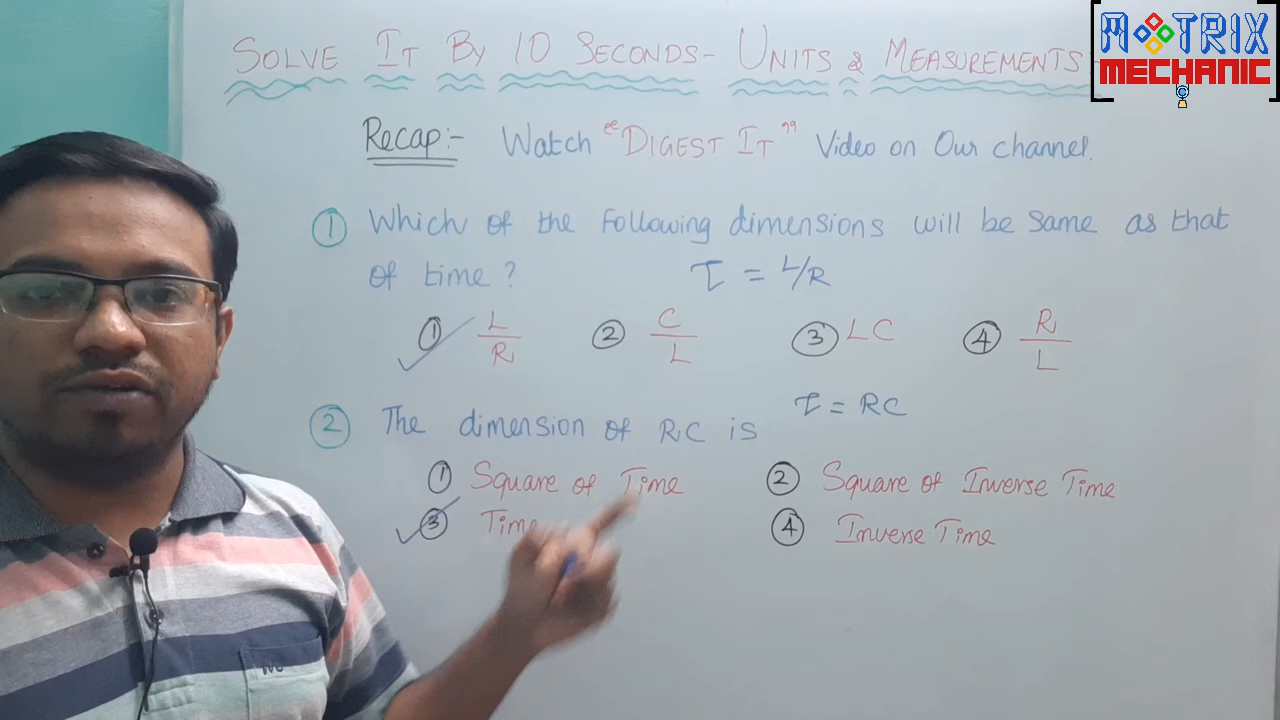 SOLVE IT BY 10 SECONDS- UNITS & MEASUREMENTS
MATRIX
MECHANIC
Recap:- Watch "DIGEST IT" Video on Our channel.
① Which of the following dimensions will be same as that
of time ? τ = L/R
① L/R ② C/L ③ LC ④ R/L
② The dimension of RC is τ = RC
① Square of Time ② Square of Inverse Time
③ Time ④ Inverse Time